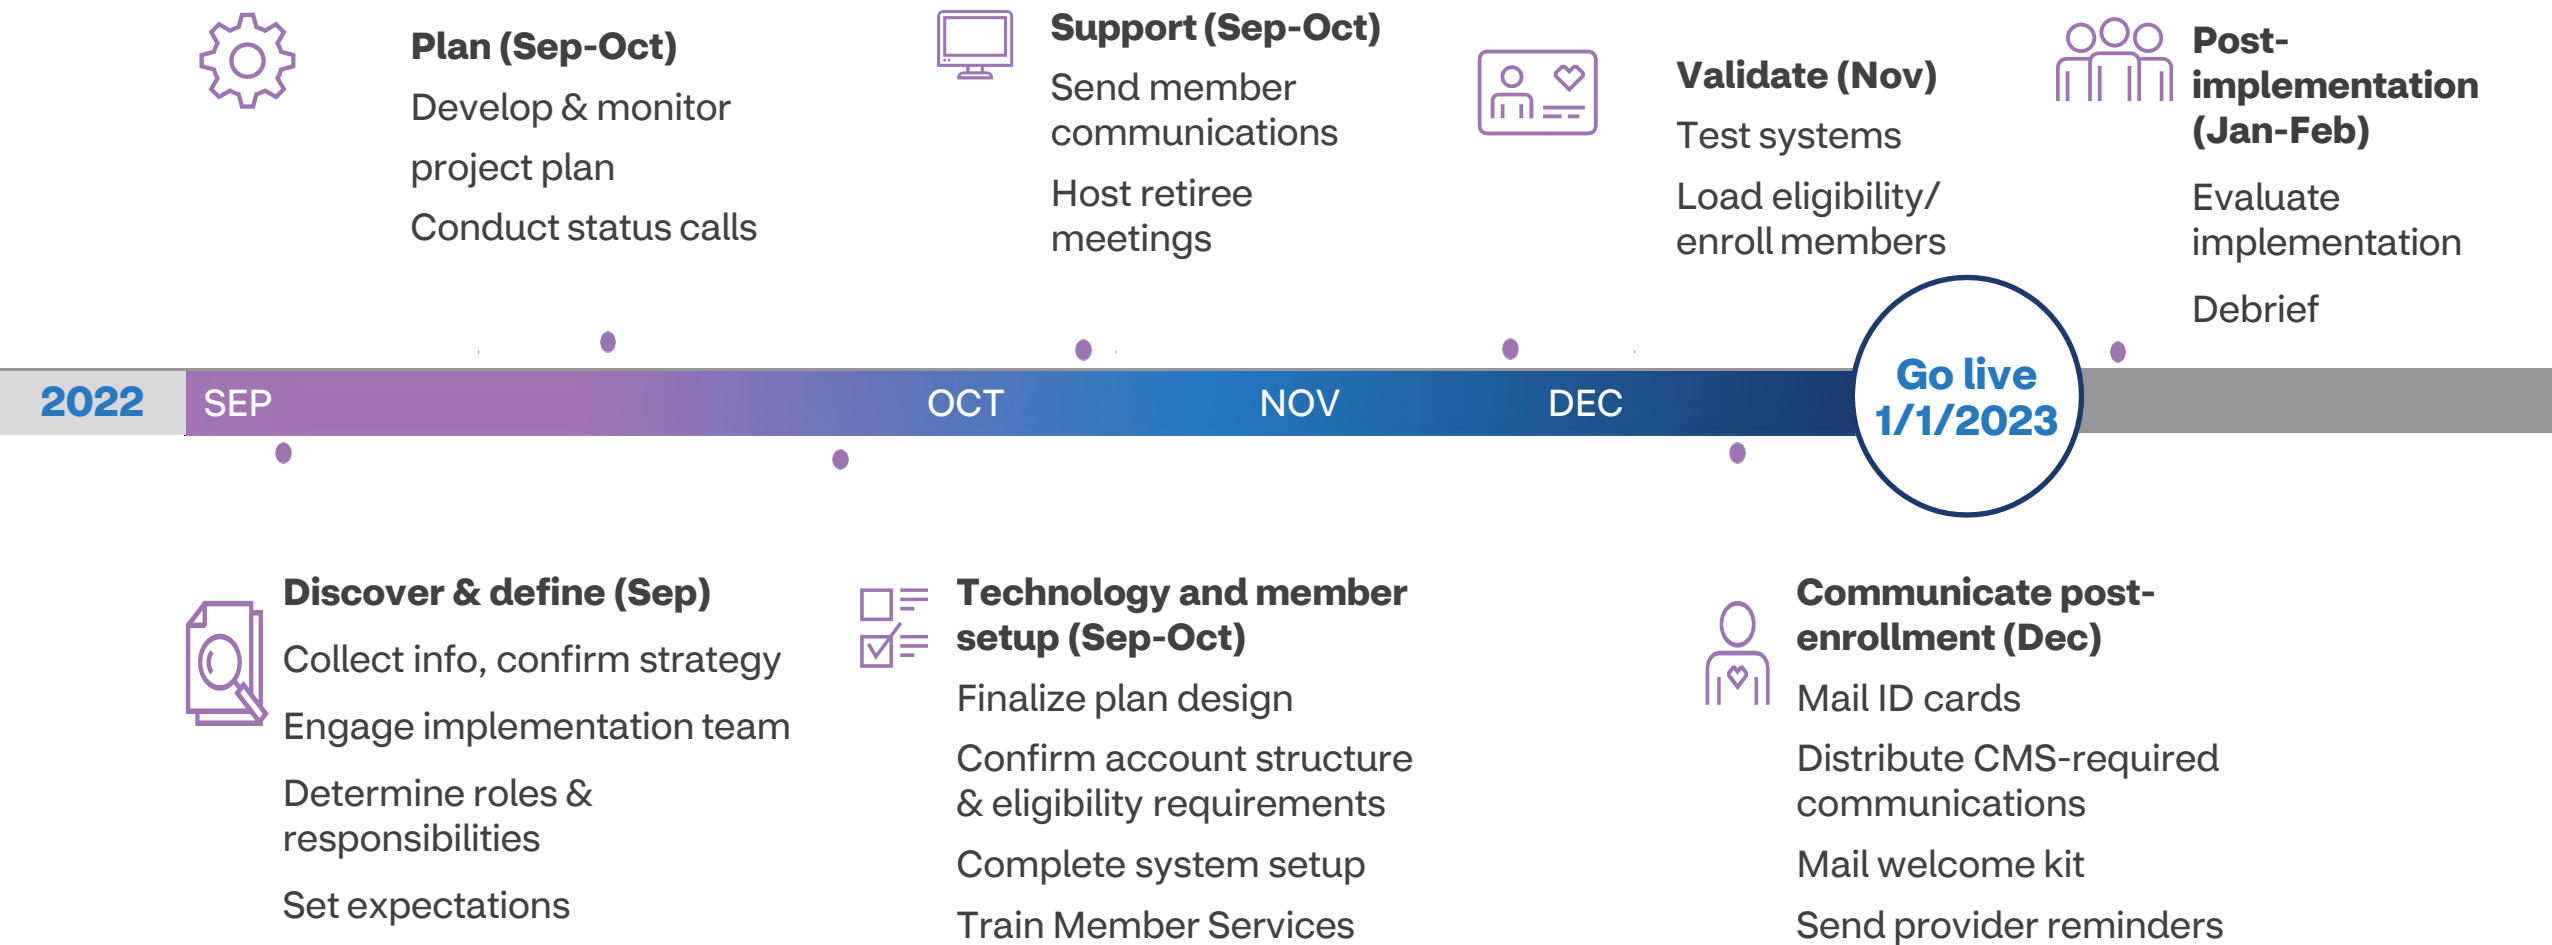 Plan (Sep-Oct)
Develop & monitor
project plan
Conduct status calls
Support (Sep-Oct)
Send member
communications
Host retiree
meetings
Validate (Nov)
Test systems
Load eligibility/
enroll members
Post-
implementation
(Jan-Feb)
Evaluate
implementation
Debrief
2022
SEP
OCT
NOV
DEC
Go live
1/1/2023
Discover & define (Sep)
Collect info, confirm strategy
Engage implementation team
Determine roles &
responsibilities
Set expectations
Technology and member
setup (Sep-Oct)
Finalize plan design
Confirm account structure
& eligibility requirements
Complete system setup
Train Member Services
Communicate post-
enrollment (Dec)
Mail ID cards
Distribute CMS-required
communications
Mail welcome kit
Send provider reminders